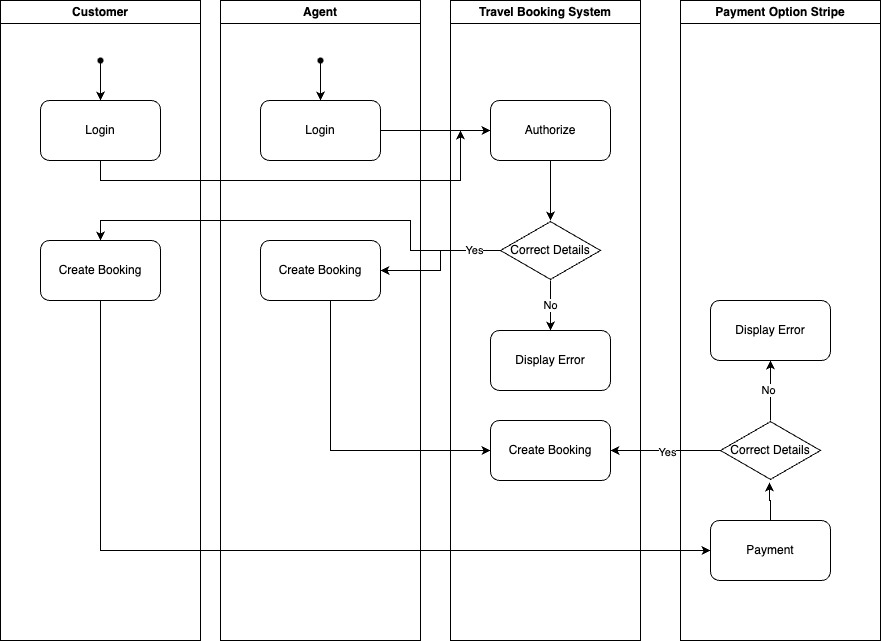 Customer
Agent
Travel Booking System
Payment Option Stripe
Login
Login
Authorize
Yes
Correct Details
Create Booking
Create Booking
No
Display Error
Display Error
No
Create Booking
Yes
Correct Details
Payment